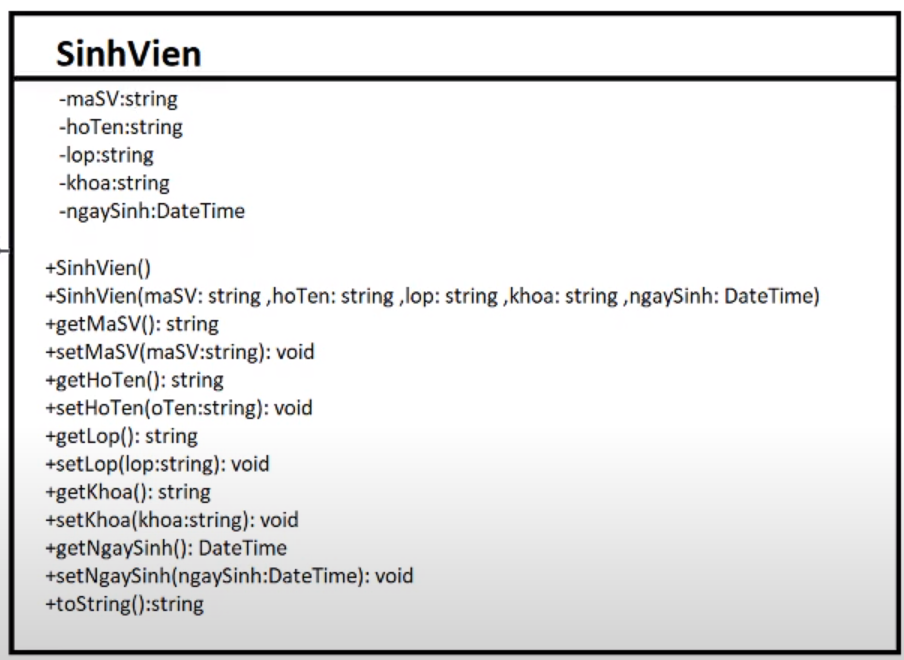 SinhVien
-maSV:string
-hoTen:string
-lop:string
-khoa:string
-ngaySinh:DateTime
+SinhVien()
+SinhVien(maSV: string ,hoTen: string ,lop: string ,khoa: string ,ngaySinh: DateTime)
+getMaSV(): string
+setMaSV(maSV:string): void
+getHoTen(): string
+setHoTen(oTen:string): void
+getLop(): string
+setLop(lop:string): void
+getKhoa(): string
+setKhoa(khoa:string): void
+getNgaySinh(): DateTime
+setNgaySinh(ngaySinh:DateTime): void
+toString():string